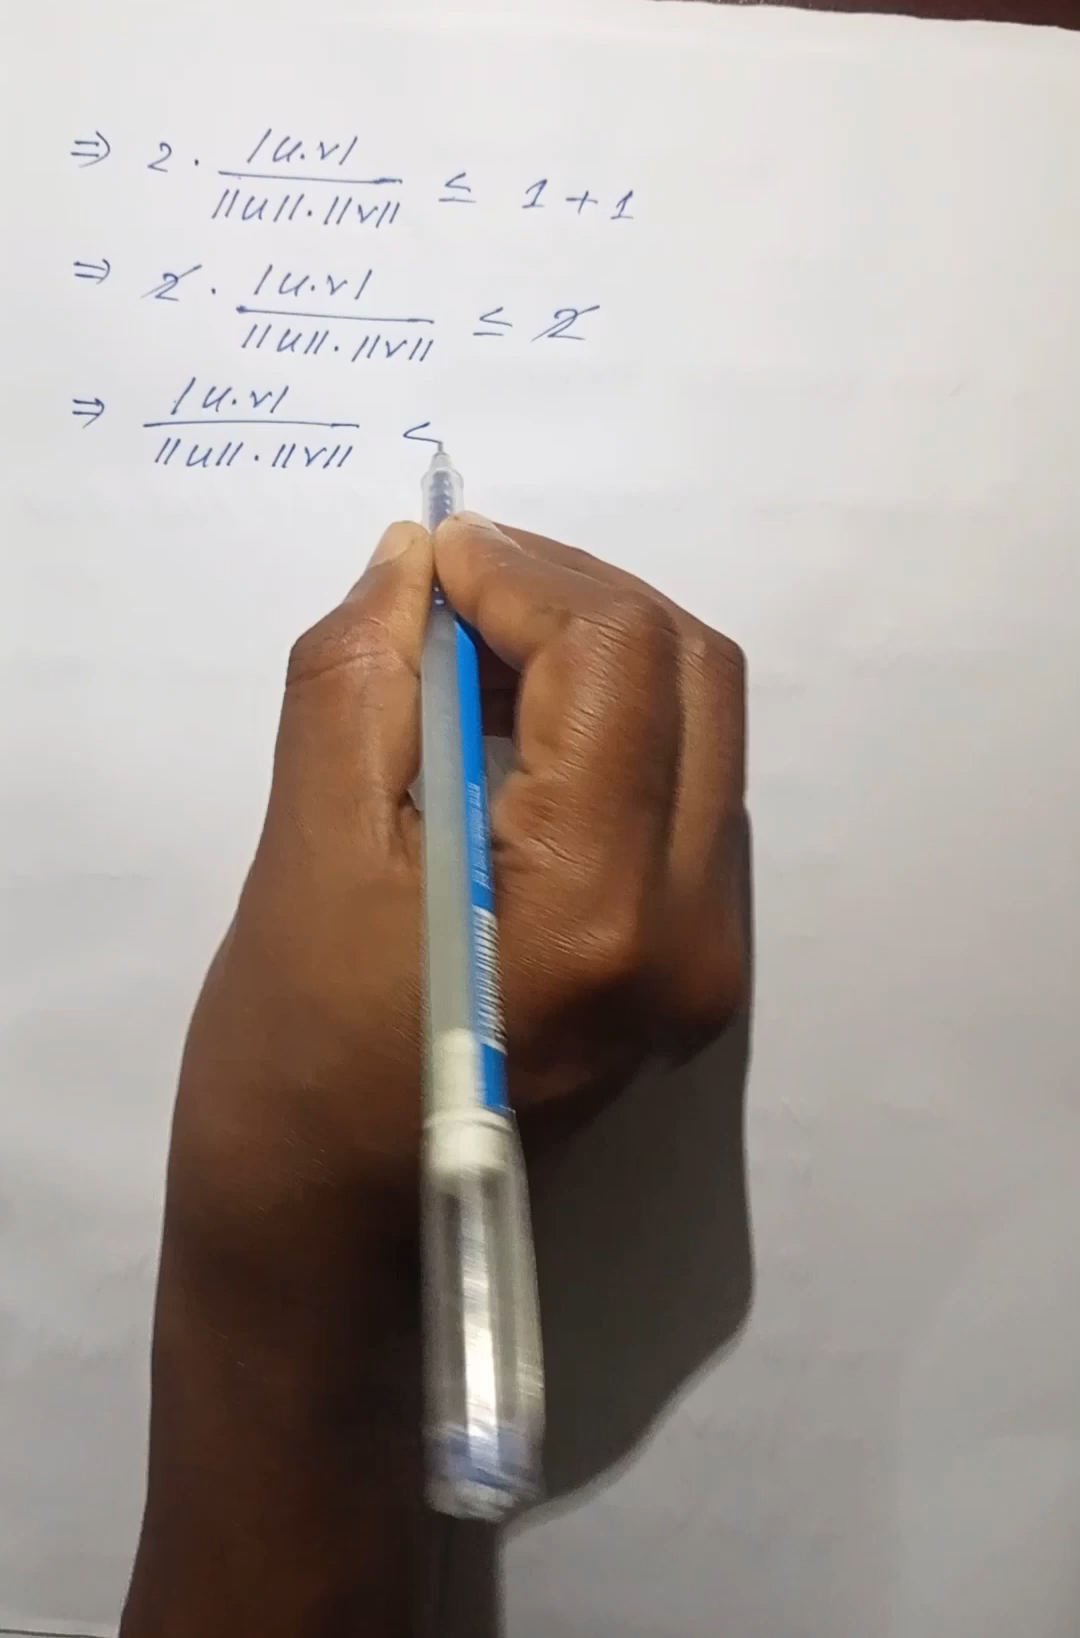 ⇒ 2 . |u.v| / ||u||.||v|| ≤ 1 + 1
⇒ 2 . |u.v| / ||u||.||v|| ≤ 2
⇒ |u.v| / ||u||.||v|| <